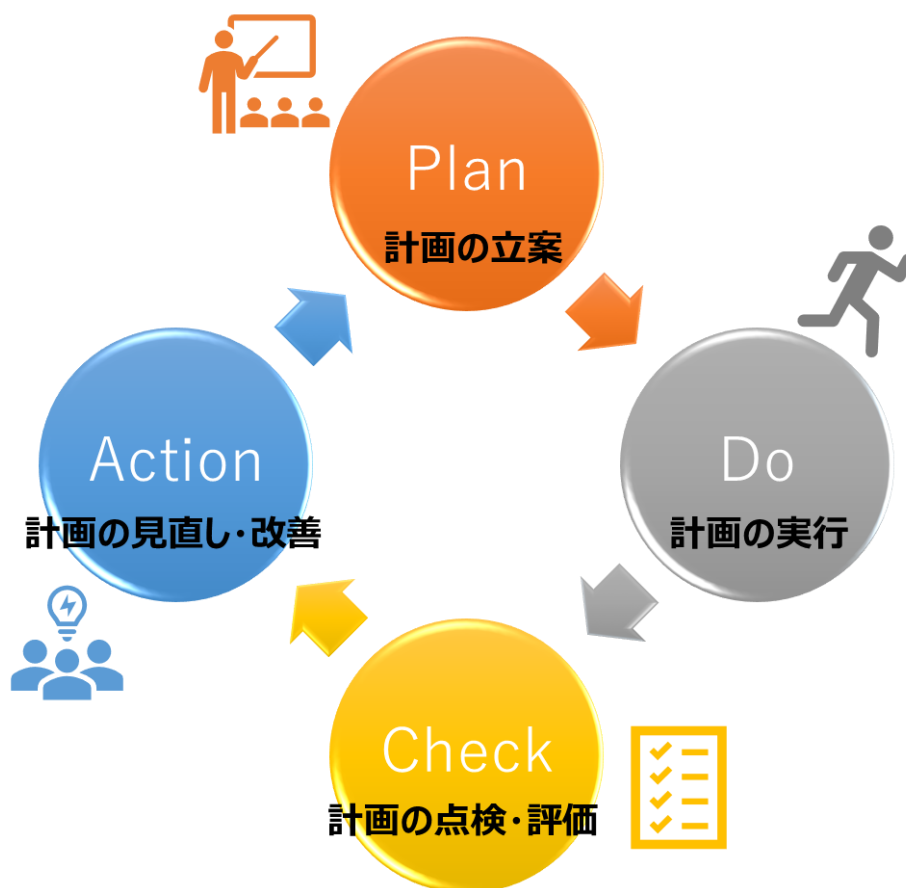 Plan
計画の立案
Do
計画の実行
Check
計画の点検・評価
Action
計画の見直し・改善